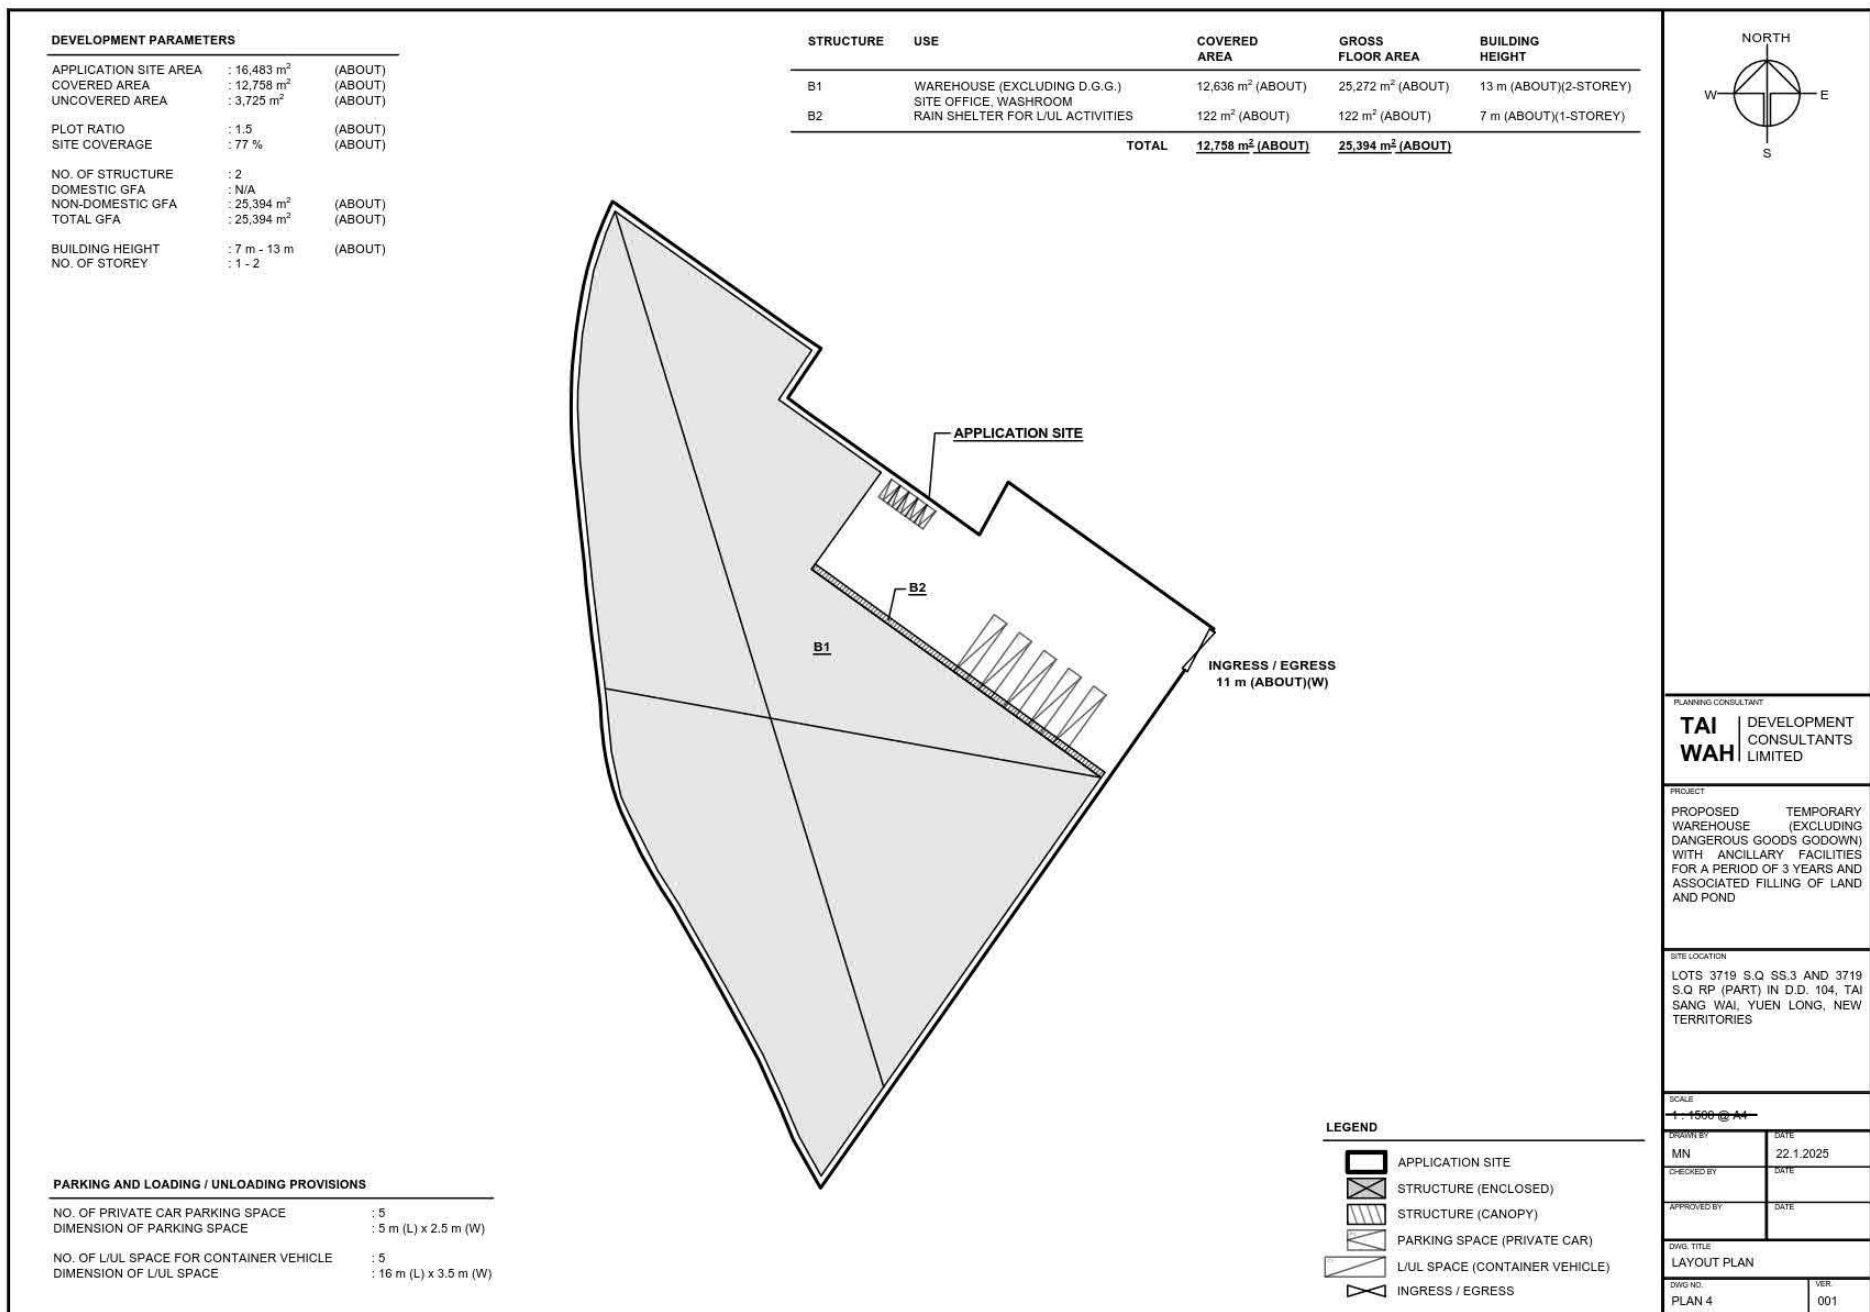 DEVELOPMENT PARAMETERS
APPLICATION SITE AREA : 16,483 m² (ABOUT)
COVERED AREA : 12,758 m² (ABOUT)
UNCOVERED AREA : 3,725 m² (ABOUT)
PLOT RATIO : 1.5 (ABOUT)
SITE COVERAGE : 77 % (ABOUT)
NO. OF STRUCTURE : 2
DOMESTIC GFA : N/A
NON-DOMESTIC GFA : 25,394 m² (ABOUT)
TOTAL GFA : 25,394 m² (ABOUT)
BUILDING HEIGHT : 7 m - 13 m (ABOUT)
NO. OF STOREY : 1 - 2
STRUCTURE USE COVERED GROSS BUILDING
AREA FLOOR AREA HEIGHT
B1 WAREHOUSE (EXCLUDING D.G.G.) 12,636 m² (ABOUT) 25,272 m² (ABOUT) 13 m (ABOUT)(2-STOREY)
SITE OFFICE, WASHROOM
B2 RAIN SHELTER FOR L/UL ACTIVITIES 122 m² (ABOUT) 122 m² (ABOUT) 7 m (ABOUT)(1-STOREY)
TOTAL 12,758 m² (ABOUT) 25,394 m² (ABOUT)
APPLICATION SITE
B2
B1
INGRESS / EGRESS
11 m (ABOUT)(W)
PARKING AND LOADING / UNLOADING PROVISIONS
NO. OF PRIVATE CAR PARKING SPACE : 5
DIMENSION OF PARKING SPACE : 5 m (L) x 2.5 m (W)
NO. OF L/UL SPACE FOR CONTAINER VEHICLE : 5
DIMENSION OF L/UL SPACE : 16 m (L) x 3.5 m (W)
LEGEND
APPLICATION SITE
STRUCTURE (ENCLOSED)
STRUCTURE (CANOPY)
PARKING SPACE (PRIVATE CAR)
L/UL SPACE (CONTAINER VEHICLE)
INGRESS / EGRESS
NORTH
W E
S
PLANNING CONSULTANT
TAI WAH
DEVELOPMENT
CONSULTANTS
LIMITED
PROJECT
PROPOSED TEMPORARY
WAREHOUSE (EXCLUDING
DANGEROUS GOODS GODOWN)
WITH ANCILLARY FACILITIES
FOR A PERIOD OF 3 YEARS AND
ASSOCIATED FILLING OF LAND
AND POND
SITE LOCATION
LOTS 3719 S.Q SS.3 AND 3719
S.Q RP (PART) IN D.D. 104, TAI
SANG WAI, YUEN LONG, NEW
TERRITORIES
SCALE
1 : 1500 @ A4
DRAWN BY DATE
MN 22.1.2025
CHECKED BY DATE
APPROVED BY DATE
DWG. TITLE
LAYOUT PLAN
DWG NO. VER.
PLAN 4 001